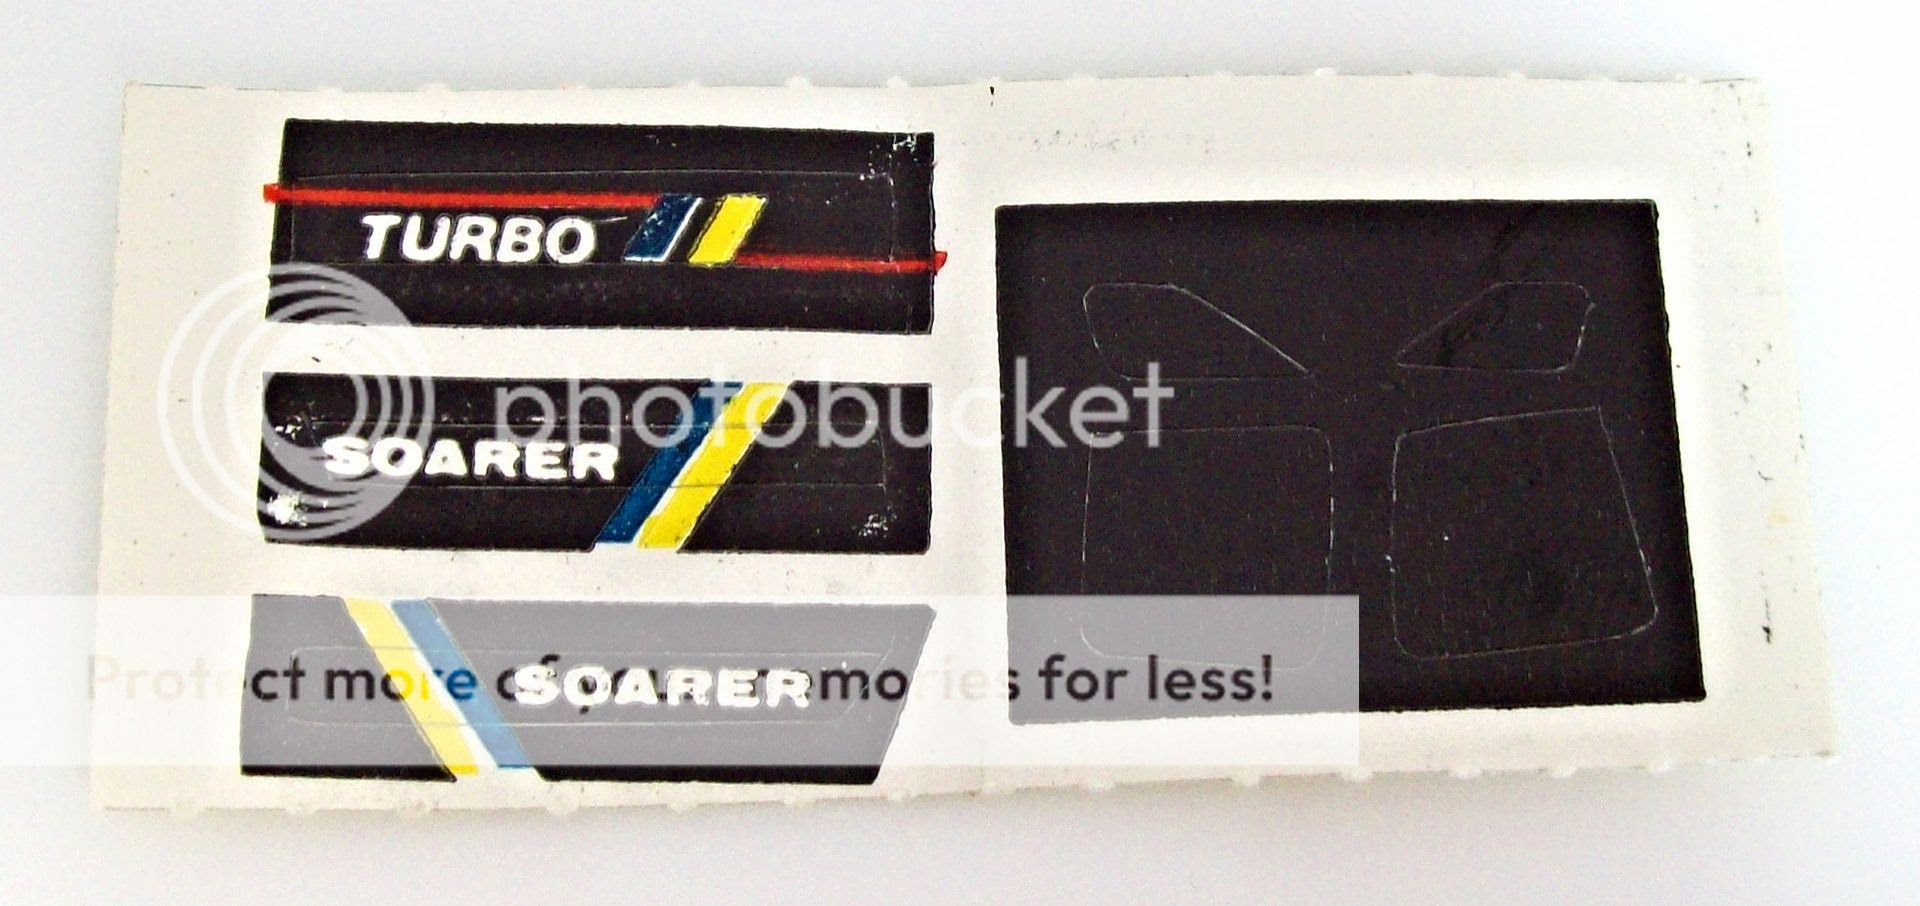 TURBO
SOARER
photobucket
SOARER
Protect more of your memories for less!